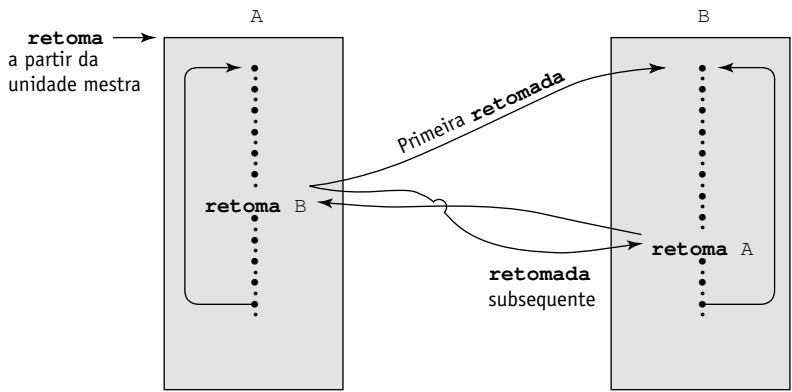 A
B
retoma
a partir da
unidade mestra
Primeira retomada
retoma B
retoma A
retomada
subsequente